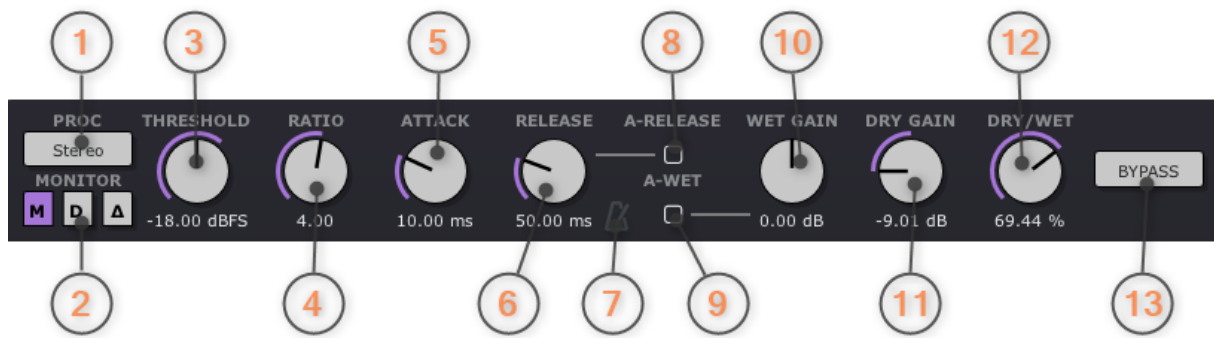 1 3 5 8 10 12
PROC THRESHOLD RATIO ATTACK RELEASE A-RELEASE WET GAIN DRY GAIN DRY/WET
Stereo
BYPASS
MONITOR A-WET
M D Δ
-18.00 dBFS 4.00 10.00 ms 50.00 ms 0.00 dB -9.01 dB 69.44 %
2 4 6 7 9 11 13